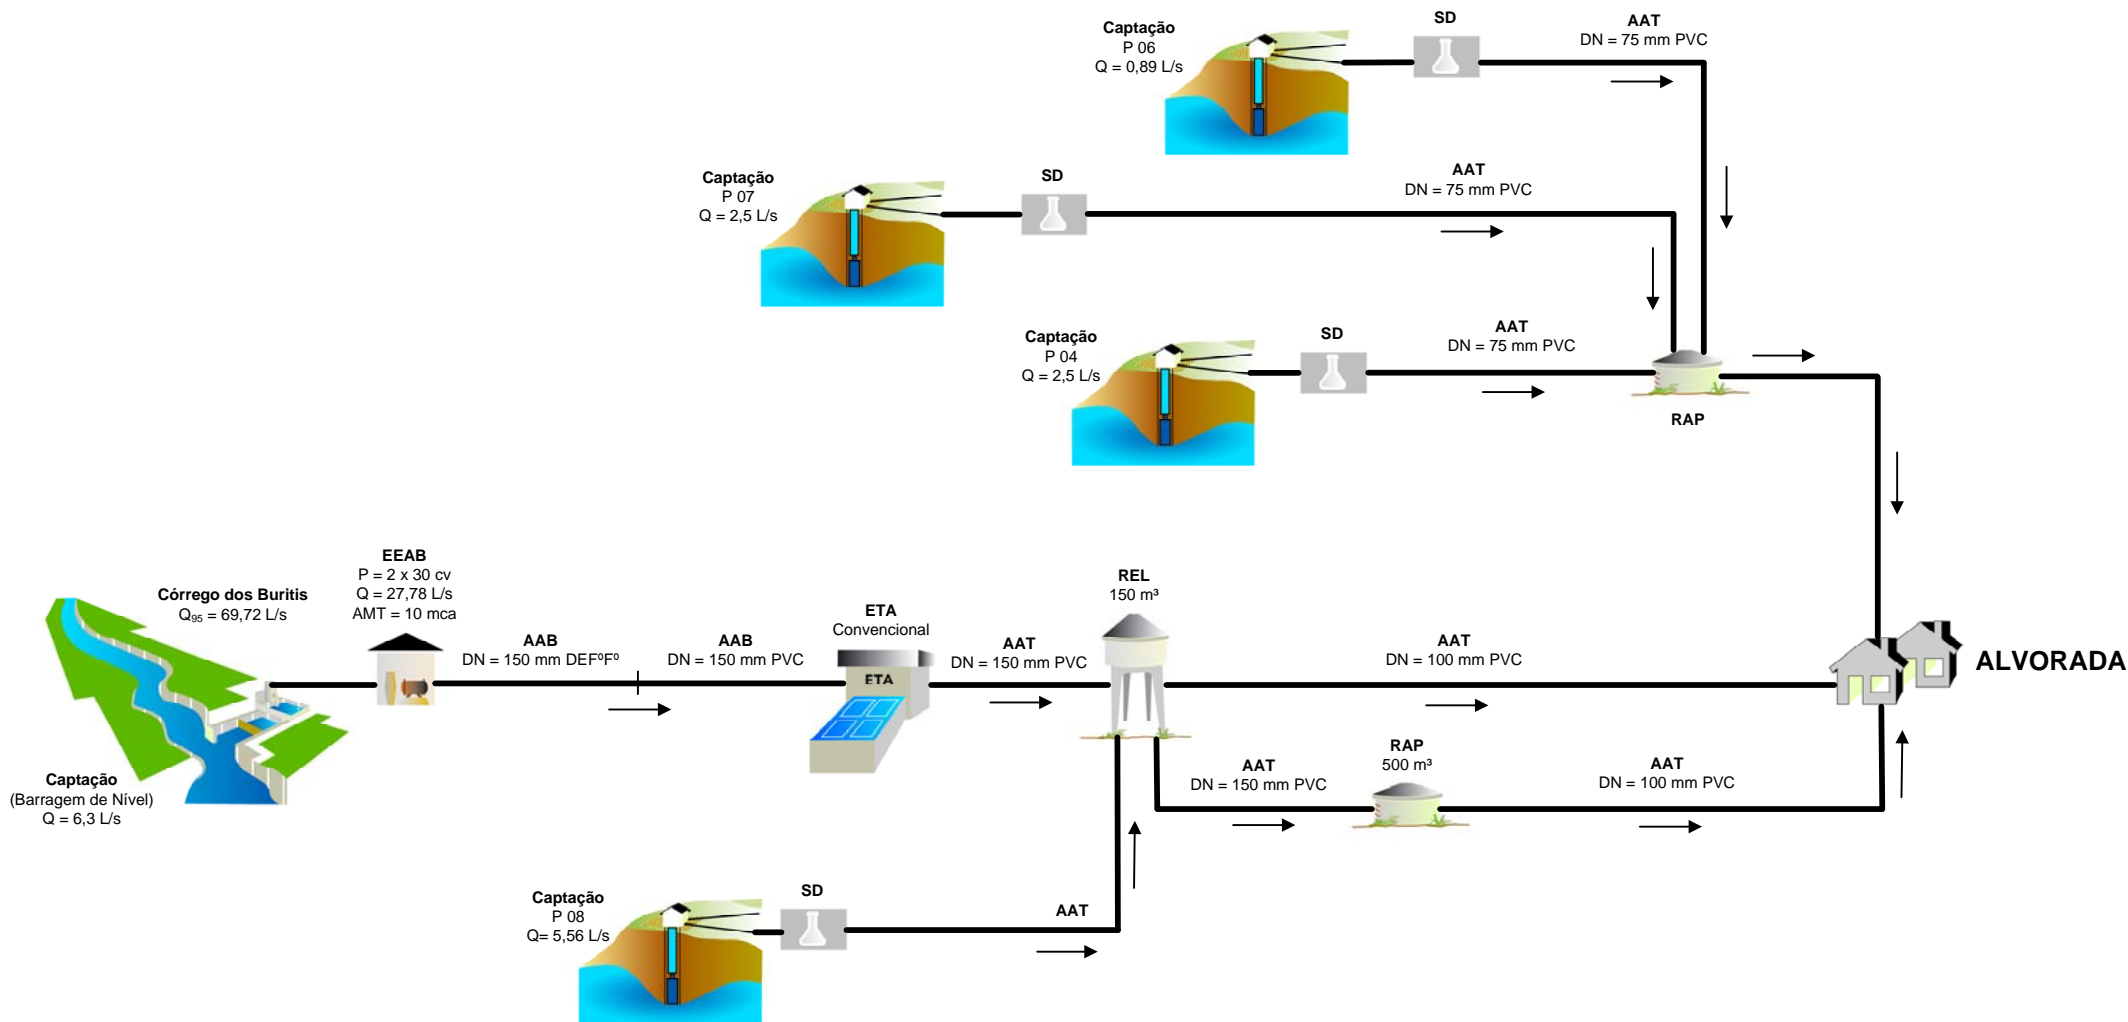 Captação
P 06
Q = 0,89 L/s
SD
AAT
DN = 75 mm PVC
Captação
P 07
Q = 2,5 L/s
SD
AAT
DN = 75 mm PVC
Captação
P 04
Q = 2,5 L/s
SD
AAT
DN = 75 mm PVC
RAP
Córrego dos Buritis
Q₉₅ = 69,72 L/s
EEAB
P = 2 x 30 cv
Q = 27,78 L/s
AMT = 10 mca
AAB
DN = 150 mm DEFºFº
AAB
DN = 150 mm PVC
ETA
Convencional
ETA
AAT
DN = 150 mm PVC
REL
150 m³
AAT
DN = 100 mm PVC
ALVORADA
Captação
(Barragem de Nível)
Q = 6,3 L/s
AAT
DN = 150 mm PVC
RAP
500 m³
AAT
DN = 100 mm PVC
Captação
P 08
Q= 5,56 L/s
SD
AAT